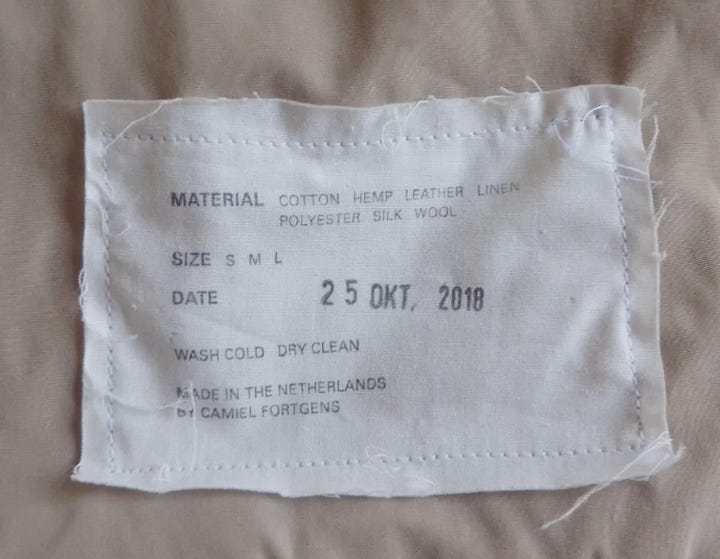 MATERIAL COTTON HEMP LEATHER LINEN
POLYESTER SILK WOOL
SIZE S M L
DATE 25 OKT. 2018
WASH COLD DRY CLEAN
MADE IN THE NETHERLANDS
BY CAMIEL FORTGENS